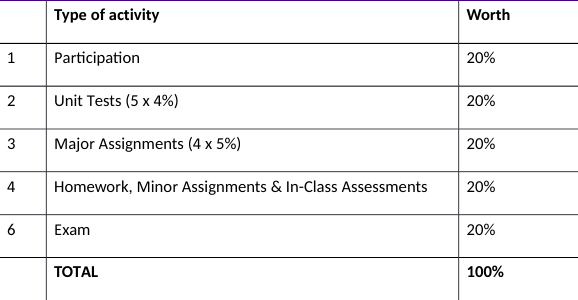 Type of activity Worth
1 Participation 20%
2 Unit Tests (5 x 4%) 20%
3 Major Assignments (4 x 5%) 20%
4 Homework, Minor Assignments & In-Class Assessments 20%
6 Exam 20%
TOTAL 100%